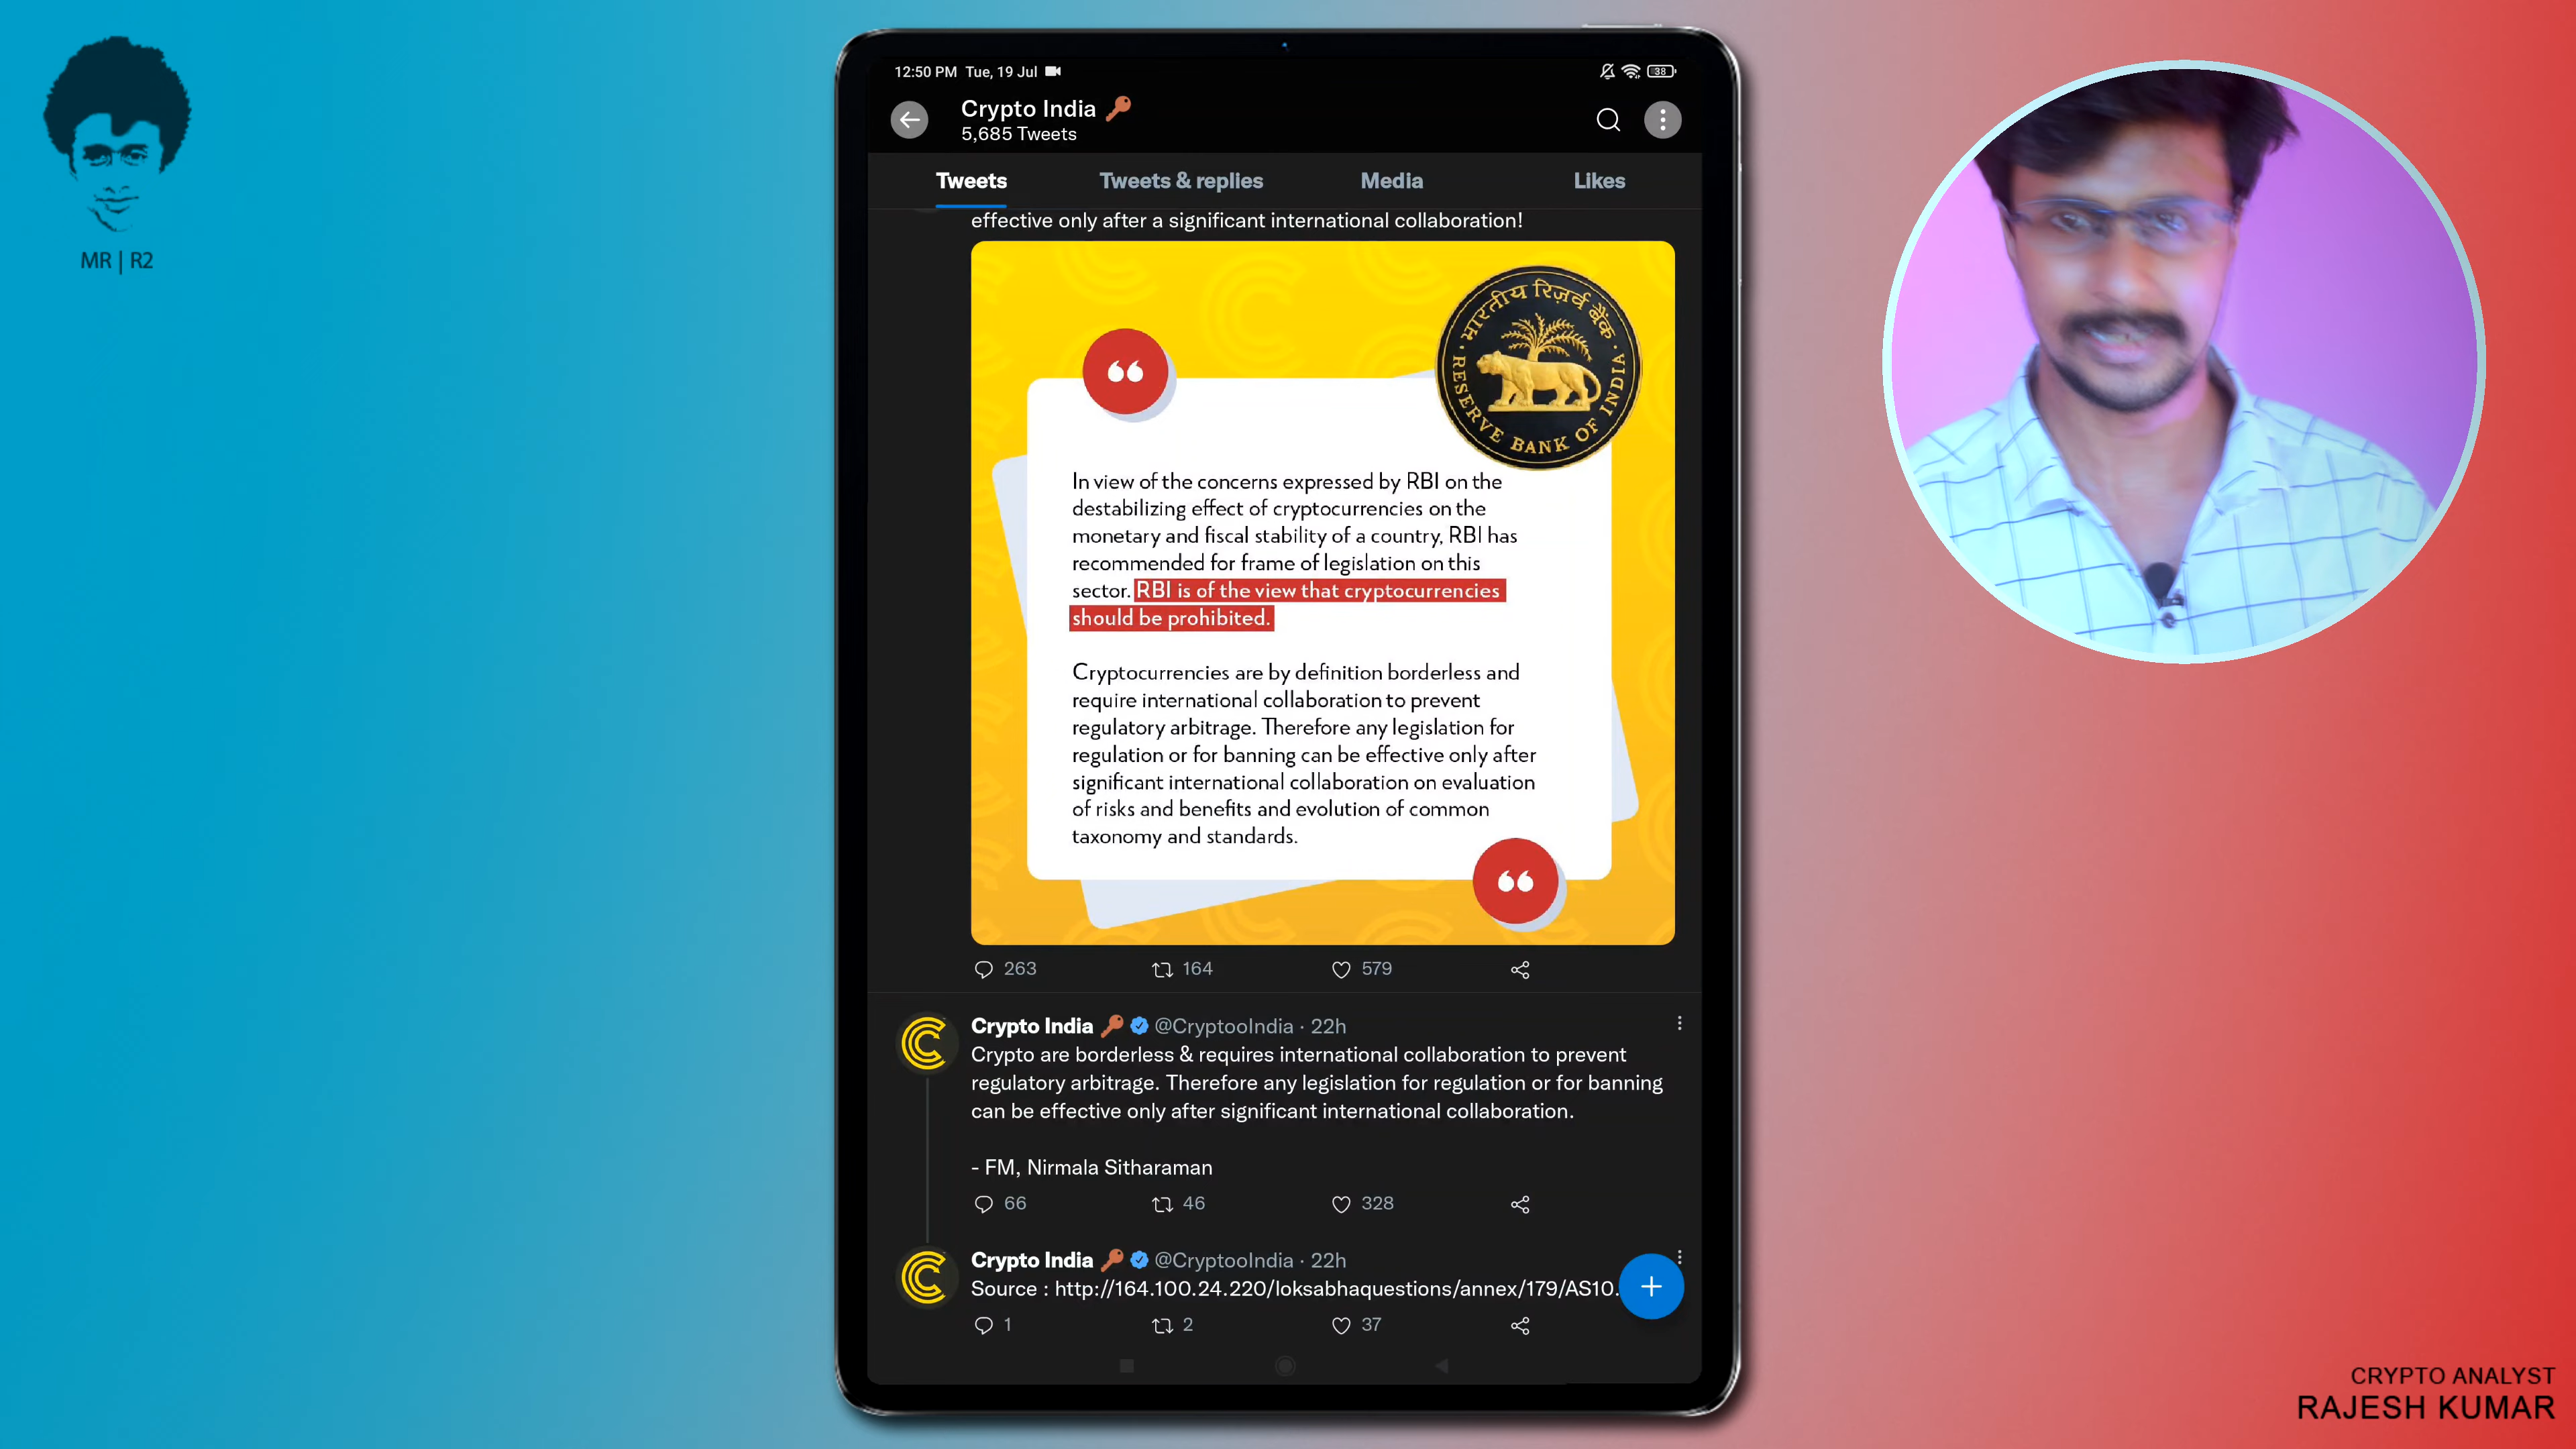 MR | R2
12:50 PM Tue, 19 Jul
38
Crypto India
5,685 Tweets
Tweets
Tweets & replies
Media
Likes
effective only after a significant international collaboration!
भारतीय रिज़र्व बैंक
RESERVE BANK OF INDIA
In view of the concerns expressed by RBI on the
destabilizing effect of cryptocurrencies on the
monetary and fiscal stability of a country, RBI has
recommended for frame of legislation on this
sector. RBI is of the view that cryptocurrencies
should be prohibited.
Cryptocurrencies are by definition borderless and
require international collaboration to prevent
regulatory arbitrage. Therefore any legislation for
regulation or for banning can be effective only after
significant international collaboration on evaluation
of risks and benefits and evolution of common
taxonomy and standards.
263 164 579
Crypto India @CryptooIndia · 22h
Crypto are borderless & requires international collaboration to prevent
regulatory arbitrage. Therefore any legislation for regulation or for banning
can be effective only after significant international collaboration.
- FM, Nirmala Sitharaman
66 46 328
Crypto India @CryptooIndia · 22h
Source : http://164.100.24.220/loksabhaquestions/annex/179/AS10.
1 2 37
CRYPTO ANALYST
RAJESH KUMAR